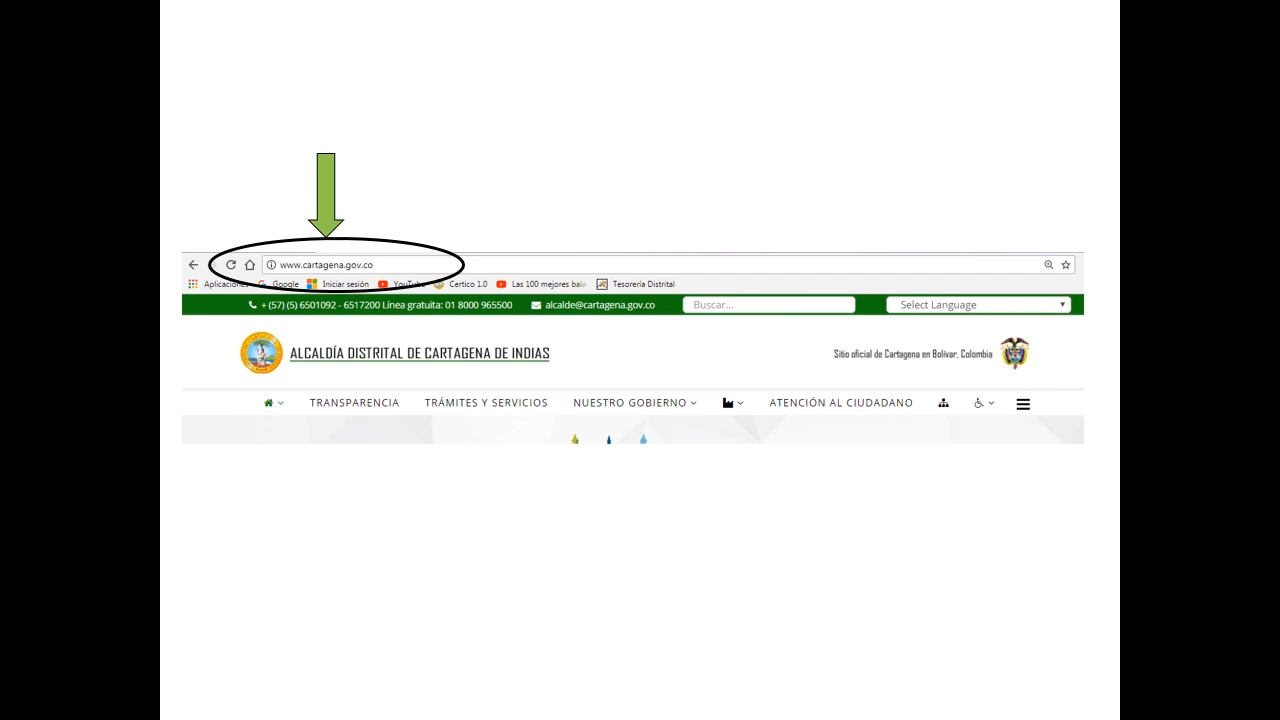 www.cartagena.gov.co
Aplicaciones Google Iniciar sesión YouTube Certico 1.0 Las 100 mejores bala Tesorería Distrital
+ (57) (5) 6501092 - 6517200 Línea gratuita: 01 8000 965500 alcalde@cartagena.gov.co Buscar... Select Language
ALCALDÍA DISTRITAL DE CARTAGENA DE INDIAS Sitio oficial de Cartagena en Bolívar, Colombia
TRANSPARENCIA TRÁMITES Y SERVICIOS NUESTRO GOBIERNO ATENCIÓN AL CIUDADANO